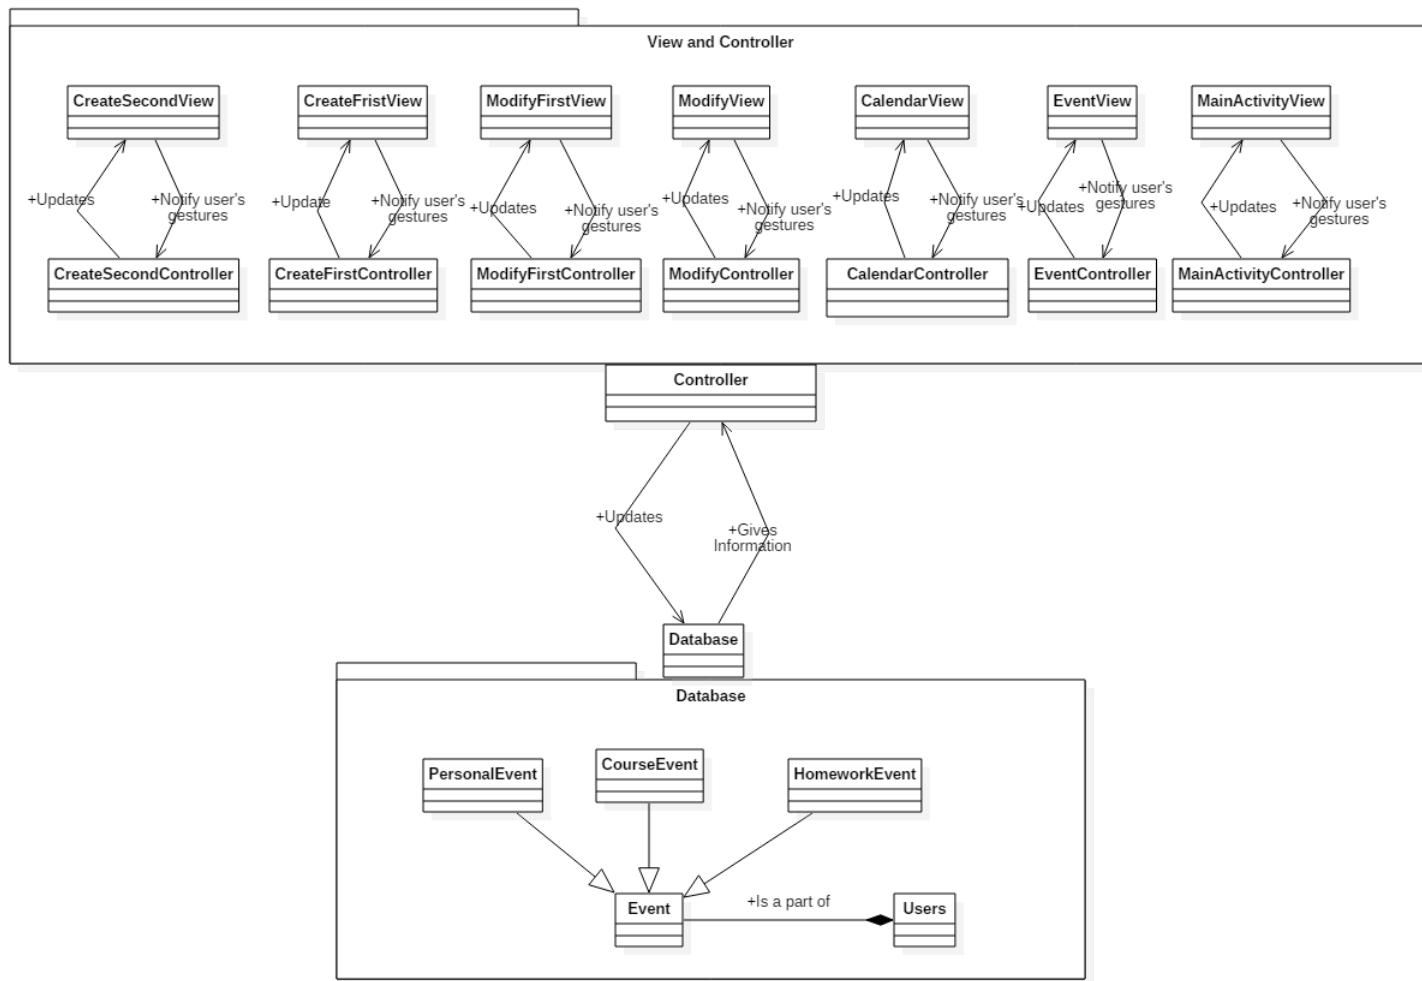 View and Controller
CreateSecondView
CreateFristView
ModifyFirstView
ModifyView
CalendarView
EventView
MainActivityView
+Updates
+Notify user's
gestures
+Update
+Notify user's
gestures
+Updates
+Notify user's
gestures
+Updates
+Notify user's
gestures
+Updates
+Notify user's
gestures
+Updates
+Notify user's
gestures
+Updates
+Notify user's
gestures
CreateSecondController
CreateFirstController
ModifyFirstController
ModifyController
CalendarController
EventController
MainActivityController
Controller
+Updates
+Gives
Information
Database
Database
PersonalEvent
CourseEvent
HomeworkEvent
Event
+Is a part of
Users